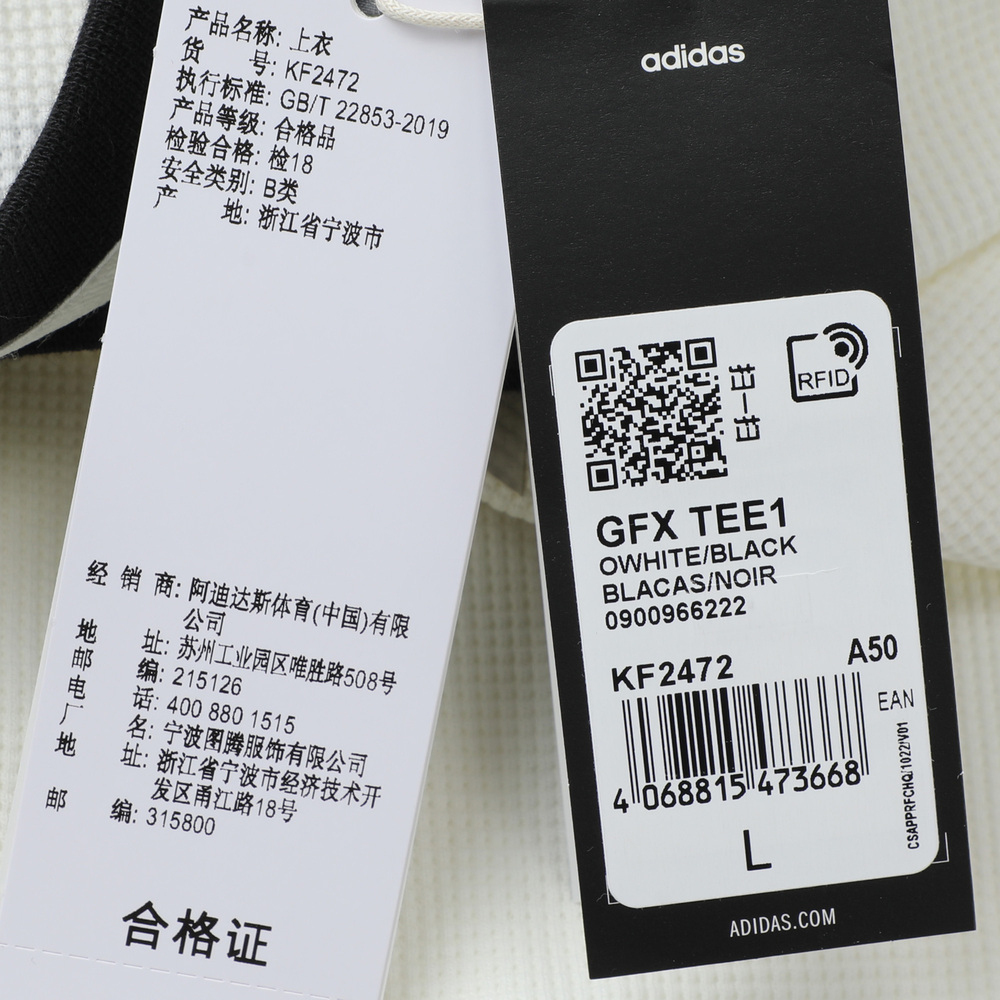 产品名称: 上衣
货 号: KF2472
执行标准: GB/T 22853-2019
产品等级: 合格品
检验合格: 检18
安全类别: B类
产 地: 浙江省宁波市
经 销 商: 阿迪达斯体育(中国)有限
公司
地 址: 苏州工业园区唯胜路508号
邮 编: 215126
电 话: 400 880 1515
厂 名: 宁波图腾服饰有限公司
地 址: 浙江省宁波市经济技术开
发区甬江路18号
邮 编: 315800
合格证
adidas
RFID
GFX TEE1
OWHITE/BLACK
BLACAS/NOIR
0900966222
KF2472 A50
EAN
4 068815 473668
CSAPPRFCHQ/1022/V01
L
ADIDAS.COM